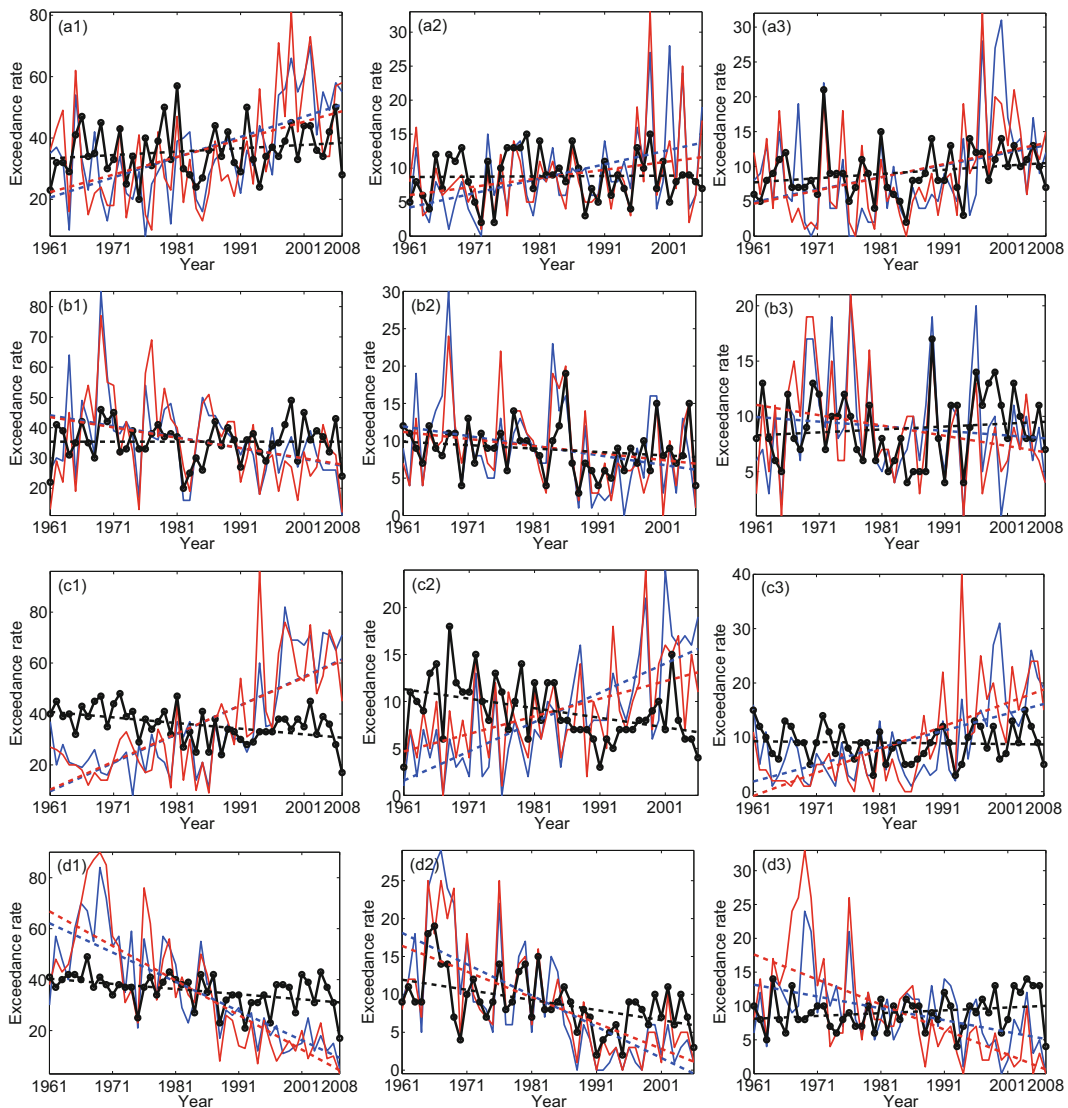 (a1)
Exceedance rate
80
60
40
20
0
1961 1971 1981 1991 2001 2008
Year
(a2)
Exceedance rate
30
25
20
15
10
5
0
1961 1971 1981 1991 2001
Year
(a3)
Exceedance rate
30
25
20
15
10
5
0
1961 1971 1981 1991 2001 2008
Year
(b1)
Exceedance rate
80
70
60
50
40
30
20
1961 1971 1981 1991 2001 2008
Year
(b2)
Exceedance rate
30
25
20
15
10
5
0
1961 1971 1981 1991 2001
Year
(b3)
Exceedance rate
20
15
10
5
1961 1971 1981 1991 2001 2008
Year
(c1)
Exceedance rate
80
60
40
20
1961 1971 1981 1991 2001 2008
Year
(c2)
Exceedance rate
20
15
10
5
0
1961 1971 1981 1991 2001
Year
(c3)
Exceedance rate
40
30
20
10
0
1961 1971 1981 1991 2001 2008
Year
(d1)
Exceedance rate
80
60
40
20
1961 1971 1981 1991 2001 2008
Year
(d2)
Exceedance rate
25
20
15
10
5
0
1961 1971 1981 1991 2001
Year
(d3)
Exceedance rate
30
25
20
15
10
5
0
1961 1971 1981 1991 2001 2008
Year